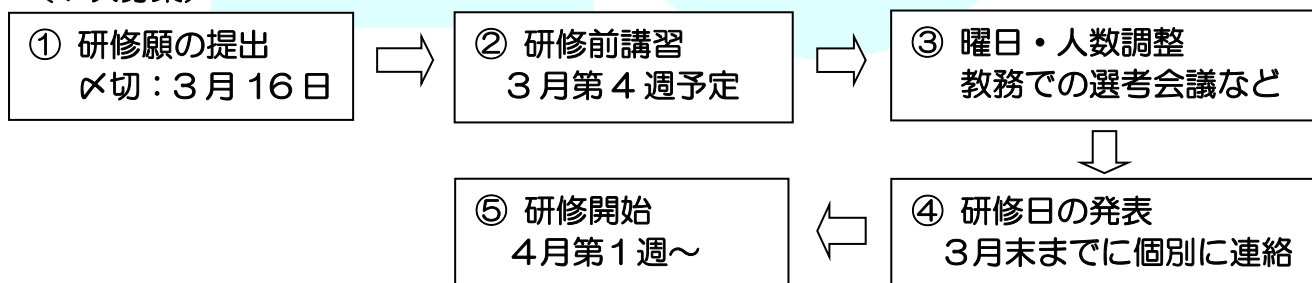 ① 研修願の提出
〆切：３月 16 日
② 研修前講習
３月第４週予定
③ 曜日・人数調整
教務での選考会議など
④ 研修日の発表
３月末までに個別に連絡
⑤ 研修開始
４月第１週～